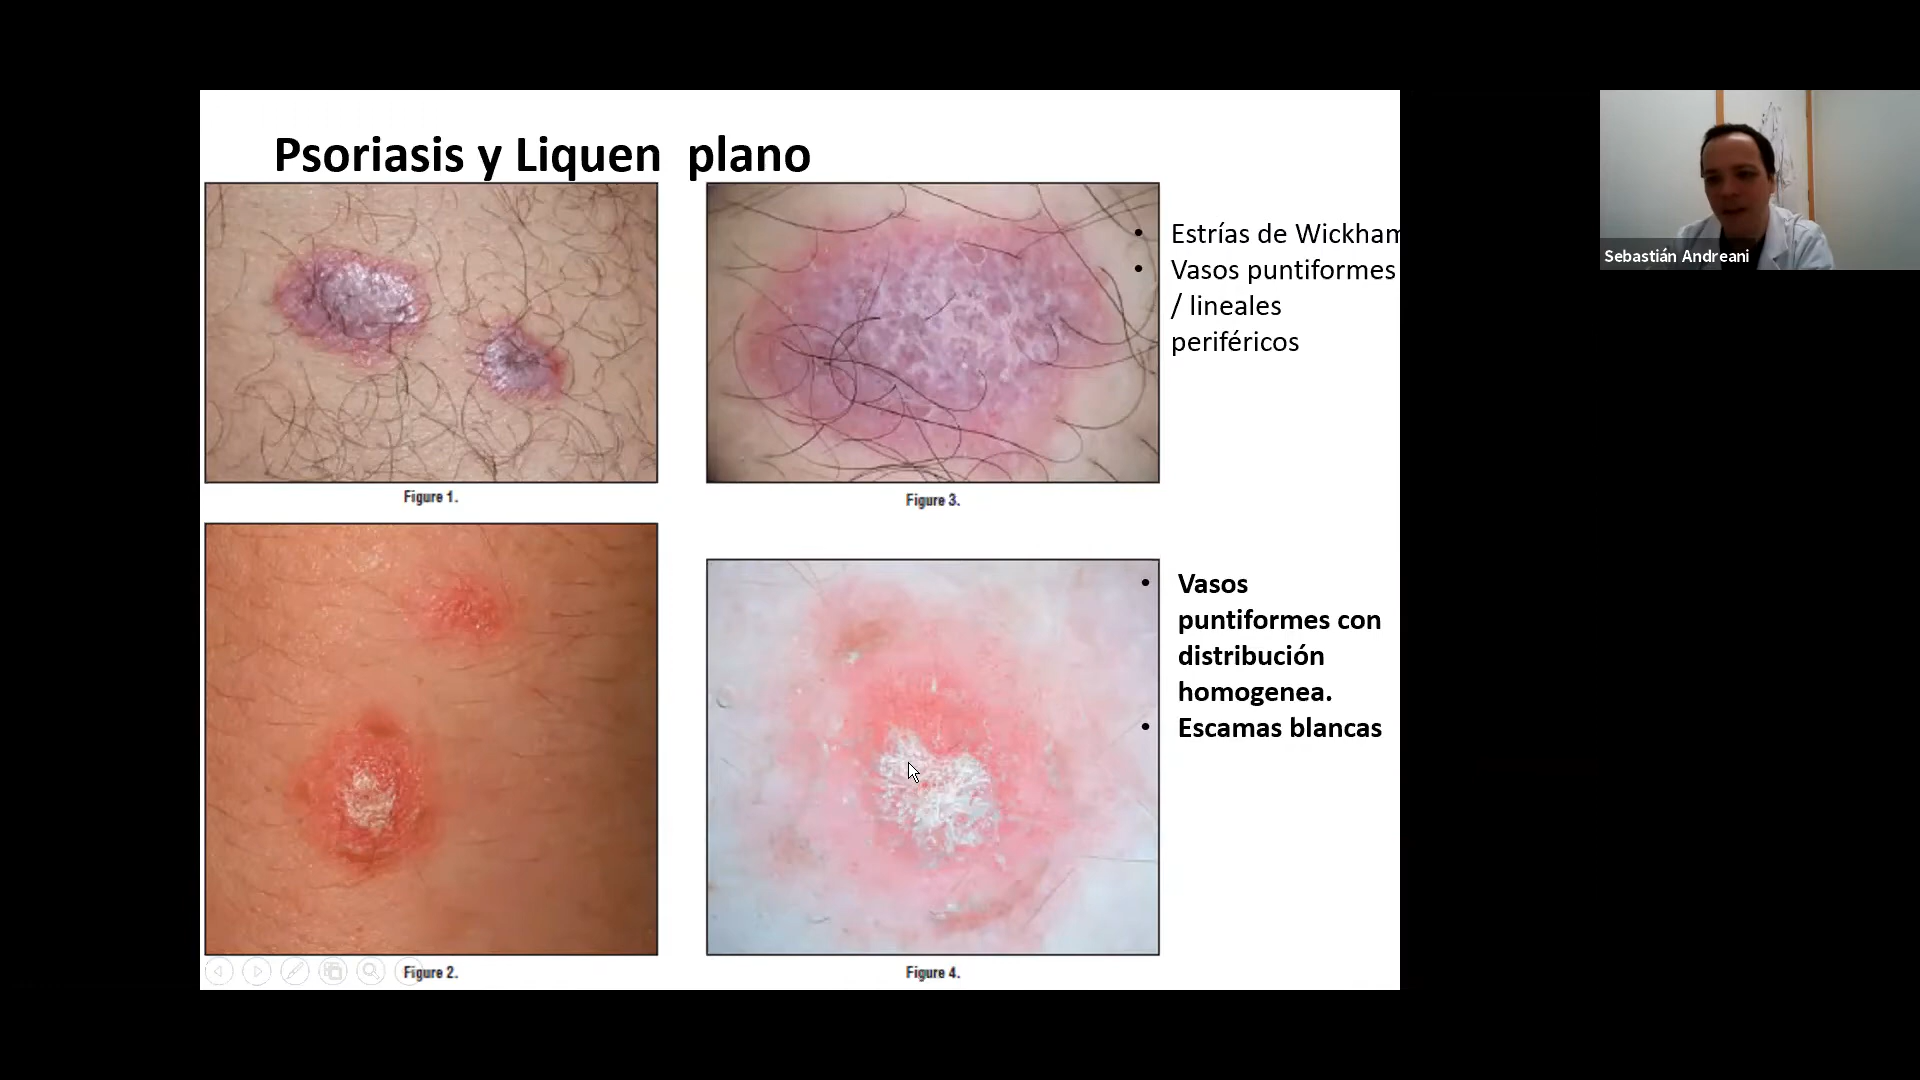 Psoriasis y Liquen plano
Estrías de Wickham
Vasos puntiformes
/ lineales
periféricos
Figure 1.
Figure 3.
Vasos
puntiformes con
distribución
homogenea.
Escamas blancas
Figure 2.
Figure 4.
Sebastián Andreani